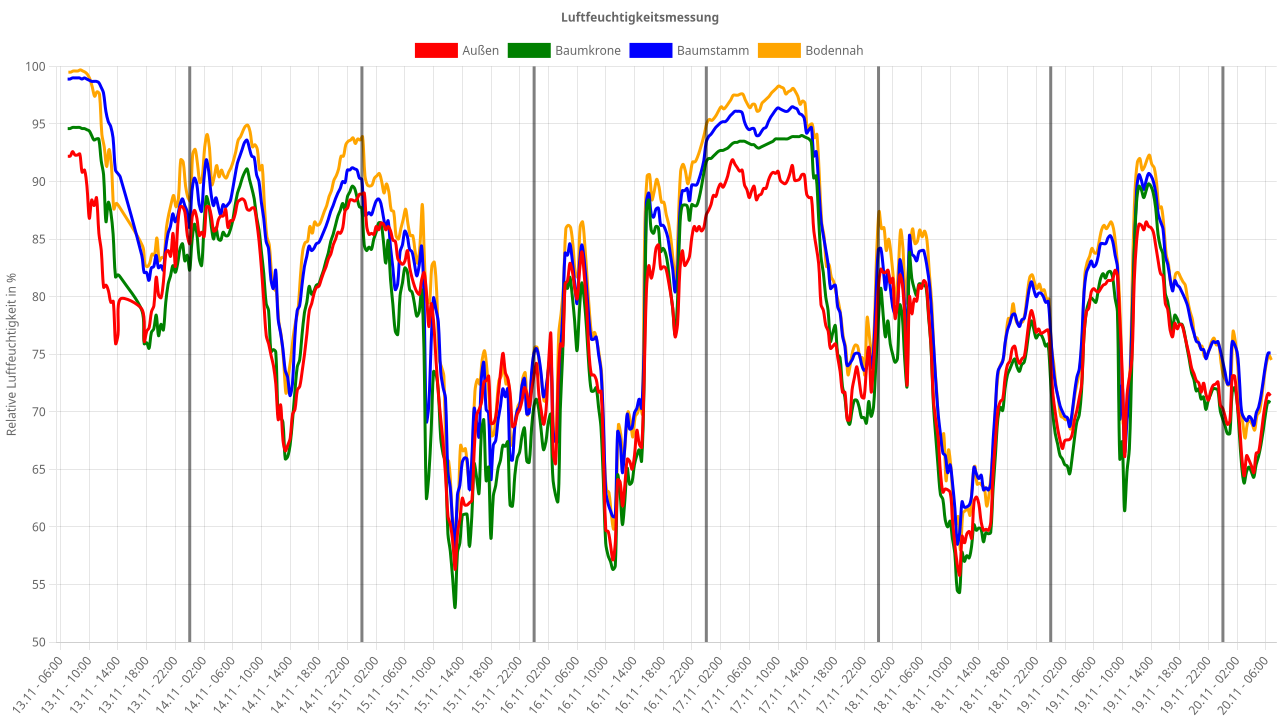 Luftfeuchtigkeitsmessung
Außen Baumkrone Baumstamm Bodennah
Relative Luftfeuchtigkeit in %
100
95
90
85
80
75
70
65
60
55
50
13.11 - 06:00
13.11 - 10:00
13.11 - 14:00
13.11 - 18:00
13.11 - 22:00
14.11 - 02:00
14.11 - 06:00
14.11 - 10:00
14.11 - 14:00
14.11 - 18:00
14.11 - 22:00
15.11 - 02:00
15.11 - 06:00
15.11 - 10:00
15.11 - 14:00
15.11 - 18:00
15.11 - 22:00
16.11 - 02:00
16.11 - 06:00
16.11 - 10:00
16.11 - 14:00
16.11 - 18:00
16.11 - 22:00
17.11 - 02:00
17.11 - 06:00
17.11 - 10:00
17.11 - 14:00
17.11 - 18:00
17.11 - 22:00
18.11 - 02:00
18.11 - 06:00
18.11 - 10:00
18.11 - 14:00
18.11 - 18:00
18.11 - 22:00
19.11 - 02:00
19.11 - 06:00
19.11 - 10:00
19.11 - 14:00
19.11 - 18:00
19.11 - 22:00
20.11 - 02:00
20.11 - 06:00